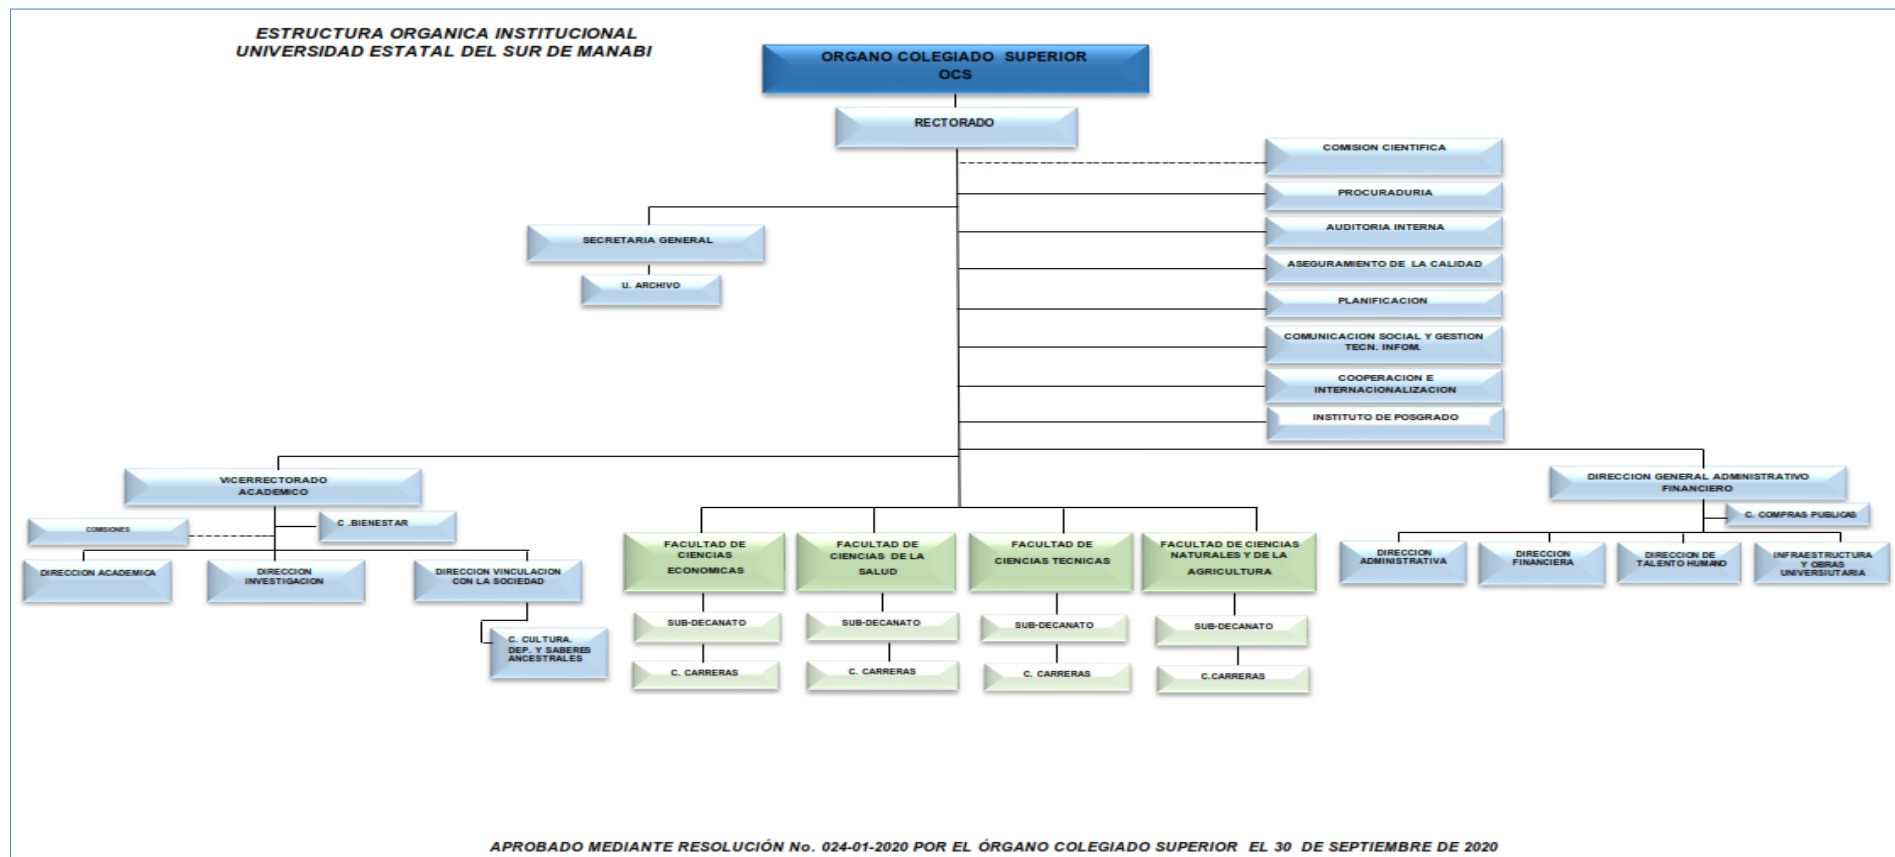 ESTRUCTURA ORGANICA INSTITUCIONAL
UNIVERSIDAD ESTATAL DEL SUR DE MANABI
ORGANO COLEGIADO SUPERIOR
OCS
RECTORADO
COMISION CIENTIFICA
PROCURADURIA
AUDITORIA INTERNA
ASEGURAMIENTO DE LA CALIDAD
PLANIFICACION
COMUNICACION SOCIAL Y GESTION
TECN. INFOM.
COOPERACION E
INTERNACIONALIZACION
INSTITUTO DE POSGRADO
SECRETARIA GENERAL
U. ARCHIVO
VICERRECTORADO
ACADEMICO
COMISIONES
C .BIENESTAR
DIRECCION ACADEMICA
DIRECCION
INVESTIGACION
DIRECCION VINCULACION
CON LA SOCIEDAD
C. CULTURA.
DEP. Y SABERES
ANCESTRALES
FACULTAD DE
CIENCIAS
ECONOMICAS
SUB-DECANATO
C. CARRERAS
FACULTAD DE
CIENCIAS DE LA
SALUD
SUB-DECANATO
C. CARRERAS
FACULTAD DE
CIENCIAS TECNICAS
SUB-DECANATO
C. CARRERAS
FACULTAD DE CIENCIAS
NATURALES Y DE LA
AGRICULTURA
SUB-DECANATO
C.CARRERAS
DIRECCION GENERAL ADMINISTRATIVO
FINANCIERO
C. COMPRAS PUBLICAS
DIRECCION
ADMINISTRATIVA
DIRECCION
FINANCIERA
DIRECCION DE
TALENTO HUMANO
INFRAESTRUCTURA
Y OBRAS
UNIVERSIUTARIA
APROBADO MEDIANTE RESOLUCIÓN No. 024-01-2020 POR EL ÓRGANO COLEGIADO SUPERIOR EL 30 DE SEPTIEMBRE DE 2020